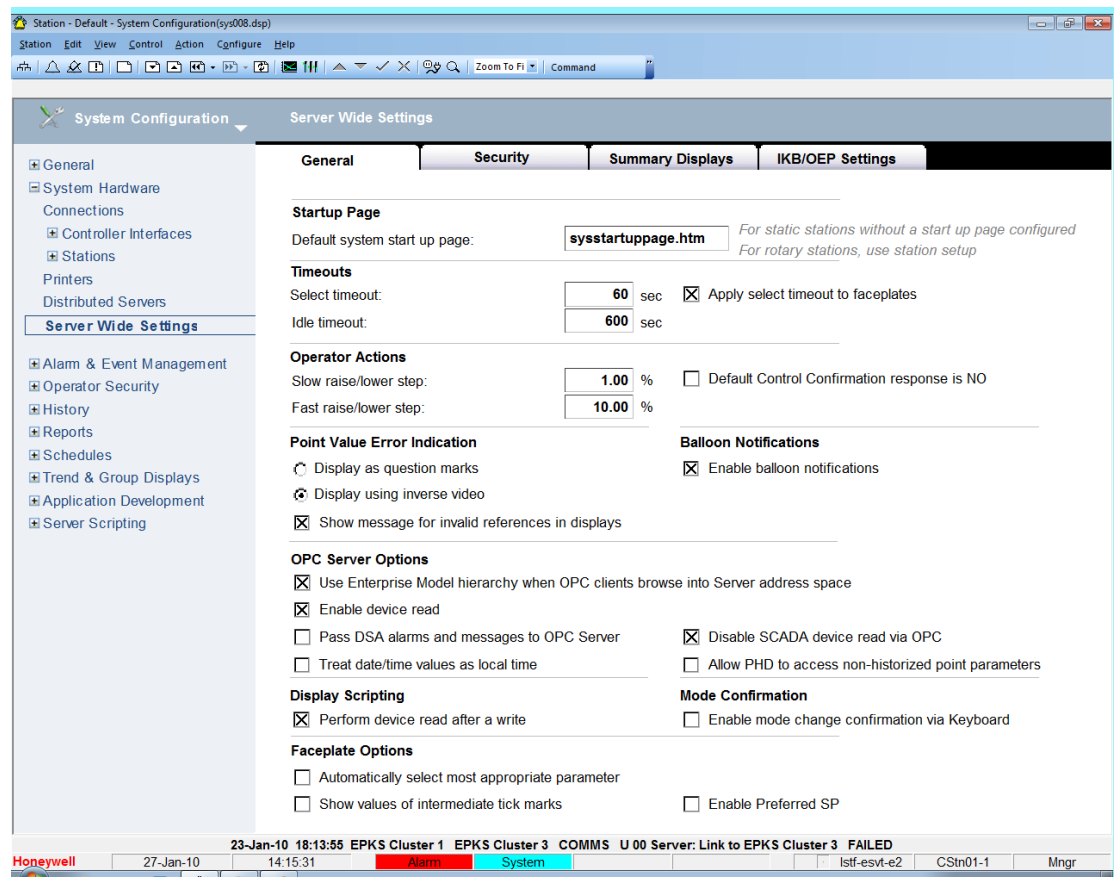 Station - Default - System Configuration(sys008.dsp)
Station Edit View Control Action Configure Help
Zoom To Fi Command
System Configuration
Server Wide Settings
General
System Hardware
Connections
Controller Interfaces
Stations
Printers
Distributed Servers
Server Wide Settings
Alarm & Event Management
Operator Security
History
Reports
Schedules
Trend & Group Displays
Application Development
Server Scripting
General Security Summary Displays IKB/OEP Settings
Startup Page
Default system start up page: sysstartuppage.htm
For static stations without a start up page configured
For rotary stations, use station setup
Timeouts
Select timeout: 60 sec Apply select timeout to faceplates
Idle timeout: 600 sec
Operator Actions
Slow raise/lower step: 1.00 % Default Control Confirmation response is NO
Fast raise/lower step: 10.00 %
Point Value Error Indication Balloon Notifications
Display as question marks Enable balloon notifications
Display using inverse video
Show message for invalid references in displays
OPC Server Options
Use Enterprise Model hierarchy when OPC clients browse into Server address space
Enable device read
Pass DSA alarms and messages to OPC Server Disable SCADA device read via OPC
Treat date/time values as local time Allow PHD to access non-historized point parameters
Display Scripting Mode Confirmation
Perform device read after a write Enable mode change confirmation via Keyboard
Faceplate Options
Automatically select most appropriate parameter
Show values of intermediate tick marks Enable Preferred SP
23-Jan-10 18:13:55 EPKS Cluster 1 EPKS Cluster 3 COMMS U 00 Server: Link to EPKS Cluster 3 FAILED
Honeywell 27-Jan-10 14:15:31 Alarm System lstf-esvt-e2 CStn01-1 Mngr